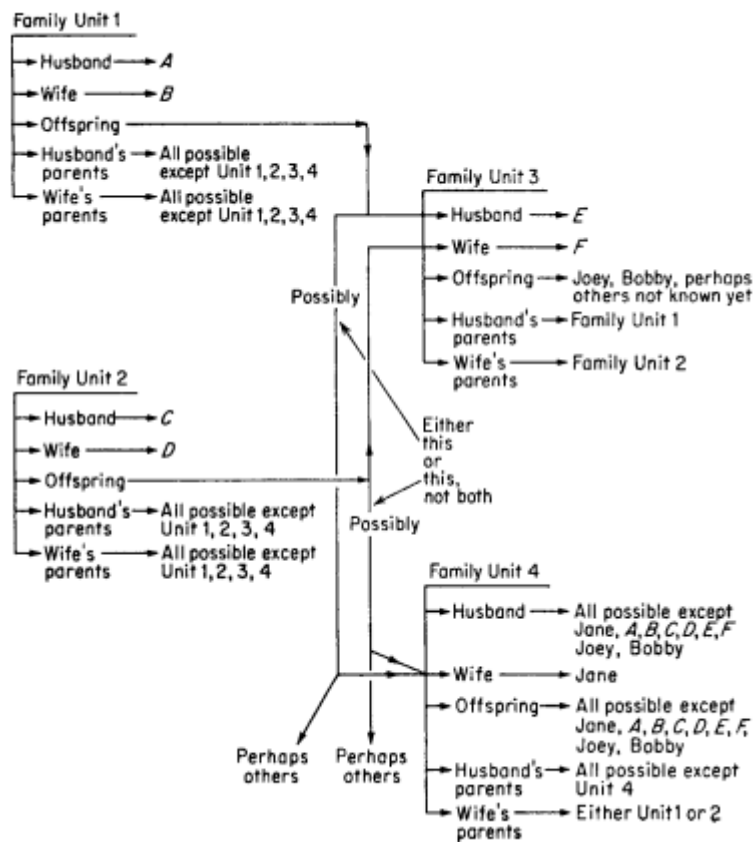 Family Unit 1
Husband A
Wife B
Offspring
Husband's All possible
parents except Unit 1,2,3,4
Wife's All possible
parents except Unit 1,2,3,4
Family Unit 3
Husband E
Wife F
Offspring Joey, Bobby, perhaps
others not known yet
Husband's Family Unit 1
parents
Wife's Family Unit 2
parents
Possibly
Either
this
or
this,
not both
Possibly
Family Unit 2
Husband C
Wife D
Offspring
Husband's All possible except
parents Unit 1, 2, 3, 4
Wife's All possible except
parents Unit 1, 2, 3, 4
Family Unit 4
Husband All possible except
Jane, A, B, C, D, E, F
Joey, Bobby
Wife Jane
Offspring All possible except
Jane, A, B, C, D, E, F,
Joey, Bobby
Husband's All possible except
parents Unit 4
Wife's Either Unit 1 or 2
parents
Perhaps
others
Perhaps
others